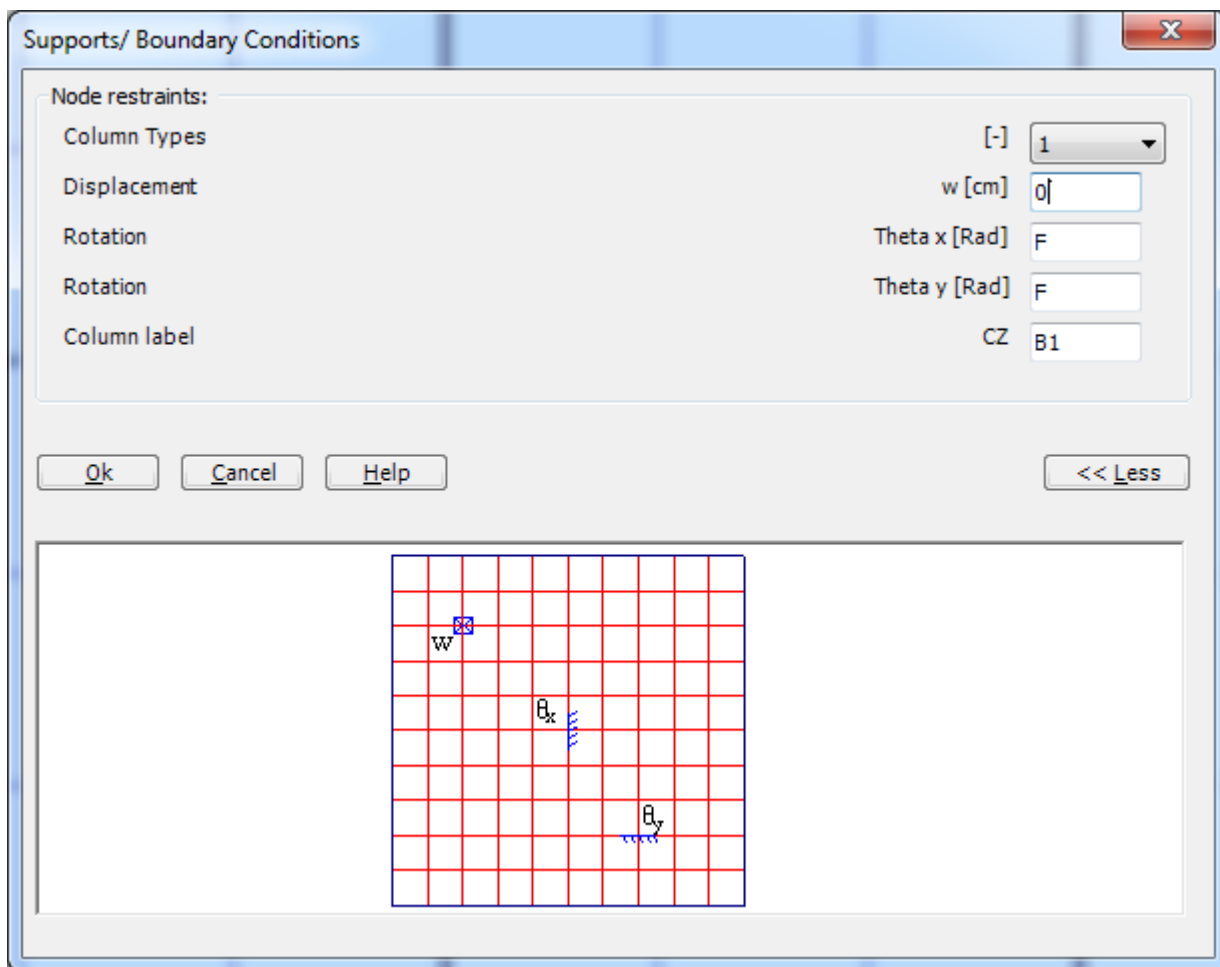 Supports/ Boundary Conditions
Node restraints:
Column Types [-] 1
Displacement w [cm] 0
Rotation Theta x [Rad] F
Rotation Theta y [Rad] F
Column label CZ B1
Ok Cancel Help << Less
w
θx
θy